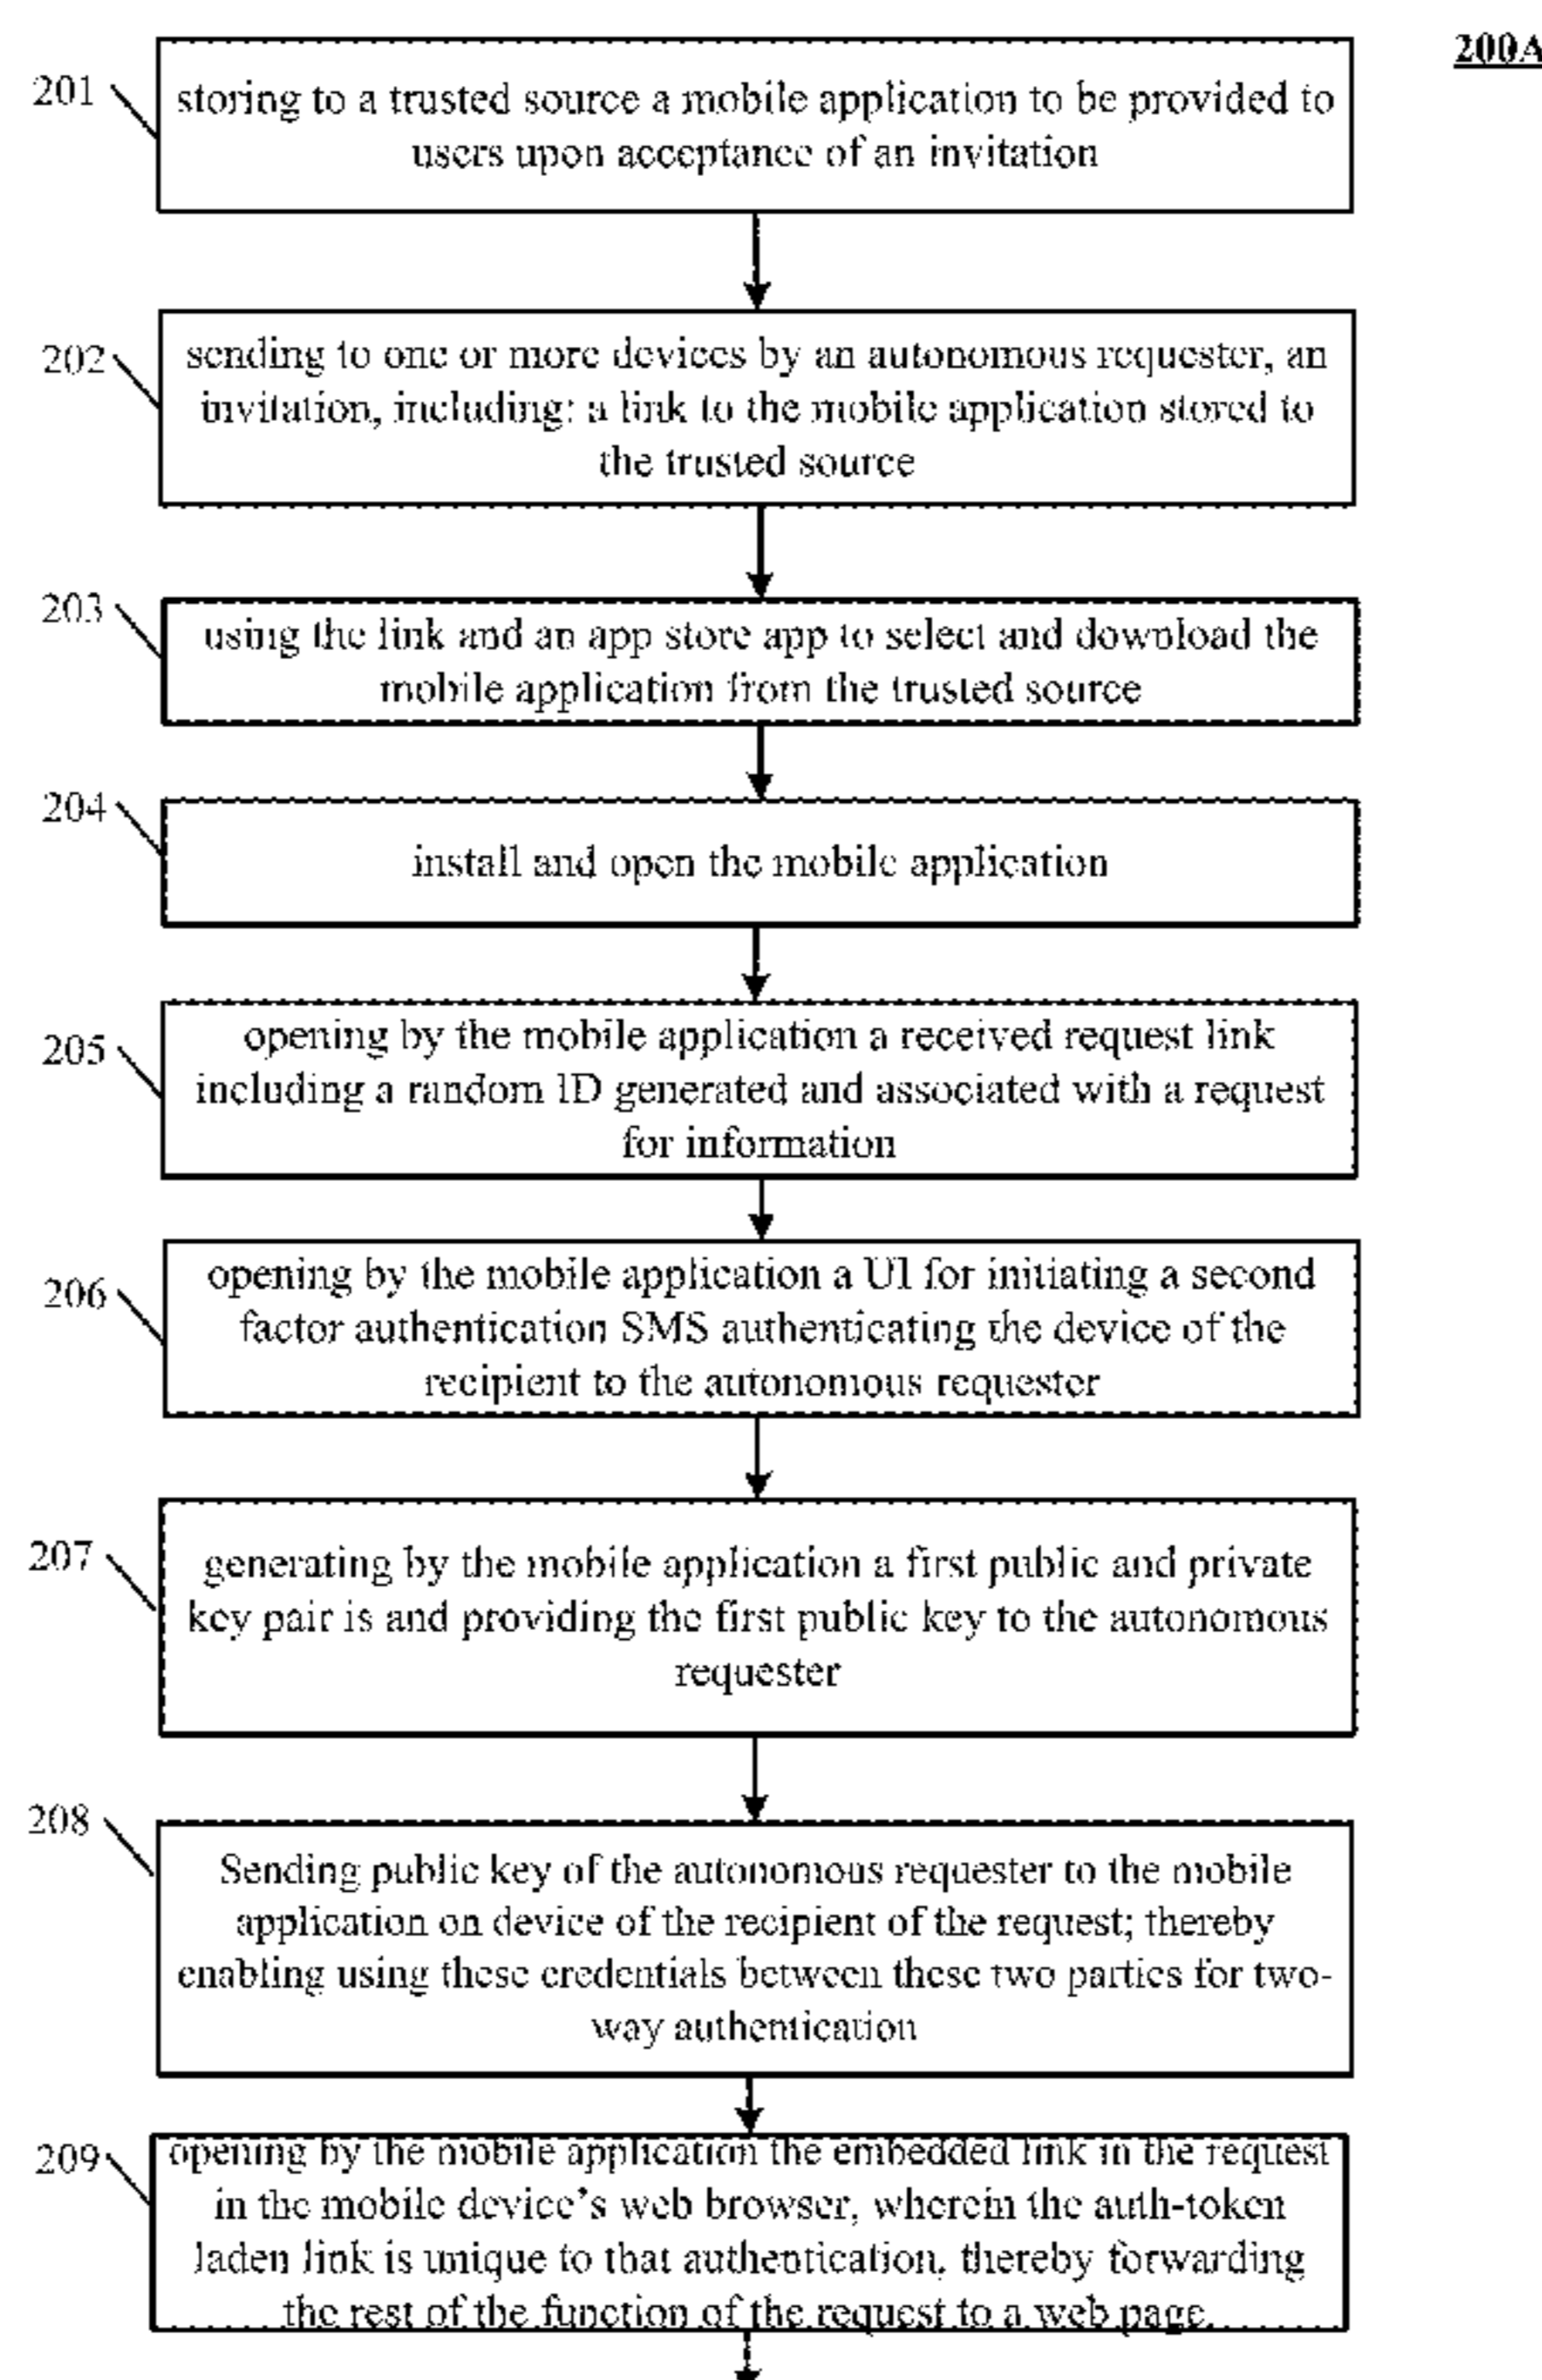 200A
201
storing to a trusted source a mobile application to be provided to
users upon acceptance of an invitation
202
sending to one or more devices by an autonomous requester, an
invitation, including: a link to the mobile application stored to
the trusted source
203
using the link and an app store app to select and download the
mobile application from the trusted source
204
install and open the mobile application
205
opening by the mobile application a received request link
including a random ID generated and associated with a request
for information
206
opening by the mobile application a UI for initiating a second
factor authentication SMS authenticating the device of the
recipient to the autonomous requester
207
generating by the mobile application a first public and private
key pair is and providing the first public key to the autonomous
requester
208
Sending public key of the autonomous requester to the mobile
application on device of the recipient of the request; thereby
enabling using these credentials between these two parties for two-
way authentication
209
opening by the mobile application the embedded link in the request
in the mobile device's web browser, wherein the auth-token
laden link is unique to that authentication, thereby forwarding
the rest of the function of the request to a web page.